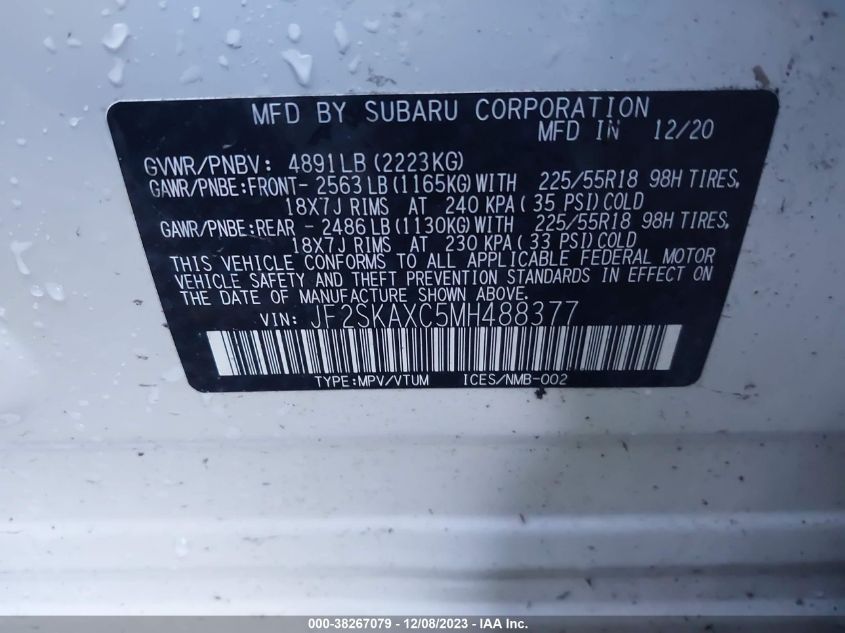 MFD BY SUBARU CORPORATION
MFD IN 12/20
GVWR/PNBV: 4891LB (2223KG)
GAWR/PNBE:FRONT- 2563LB(1165KG)WITH 225/55R18 98H TIRES,
18X7J RIMS AT 240 KPA( 35 PSI)COLD
GAWR/PNBE:REAR - 2486LB(1130KG)WITH 225/55R18 98H TIRES,
18X7J RIMS AT 230 KPA( 33 PSI)COLD
THIS VEHICLE CONFORMS TO ALL APPLICABLE FEDERAL MOTOR
VEHICLE SAFETY AND THEFT PREVENTION STANDARDS IN EFFECT ON
THE DATE OF MANUFACTURE SHOWN ABOVE.
VIN: JF2SKAXC5MH488377
TYPE:MPV/VTUM ICES/NMB-002
000-38267079 - 12/08/2023 - IAA Inc.